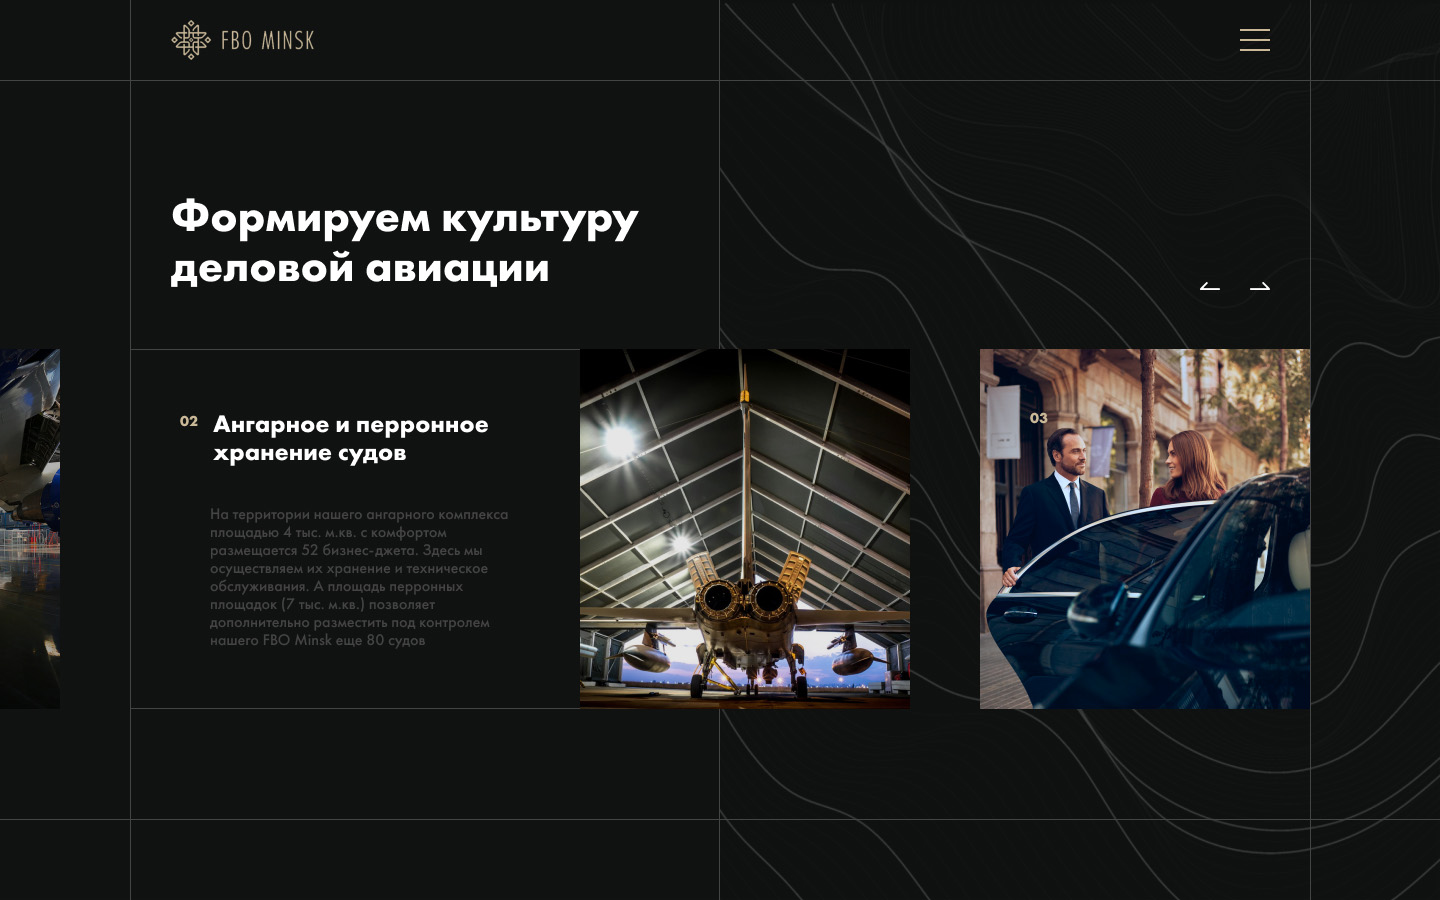 FBO MINSK
Формируем культуру
деловой авиации
02
Ангарное и перронное
хранение судов
На территории нашего ангарного комплекса
площадью 4 тыс. м.кв. с комфортом
размещается 52 бизнес-джета. Здесь мы
осуществляем их хранение и техническое
обслуживания. А площадь перронных
площадок (7 тыс. м.кв.) позволяет
дополнительно разместить под контролем
нашего FBO Minsk еще 80 судов
03